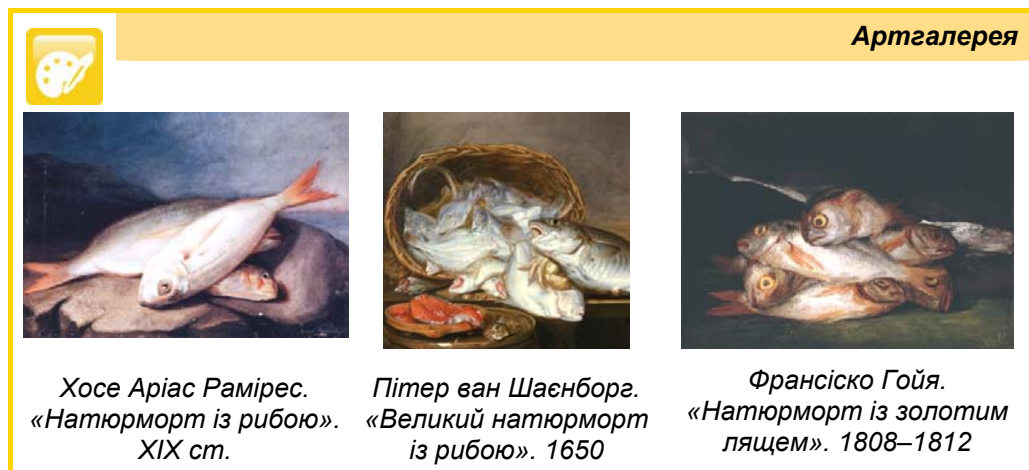 Артгалерея
Хосе Аріас Рамірес.
«Натюрморт із рибою».
XIX ст.
Пітер ван Шаєнборг.
«Великий натюрморт
із рибою». 1650
Франсіско Гойя.
«Натюрморт із золотим
лящем». 1808–1812